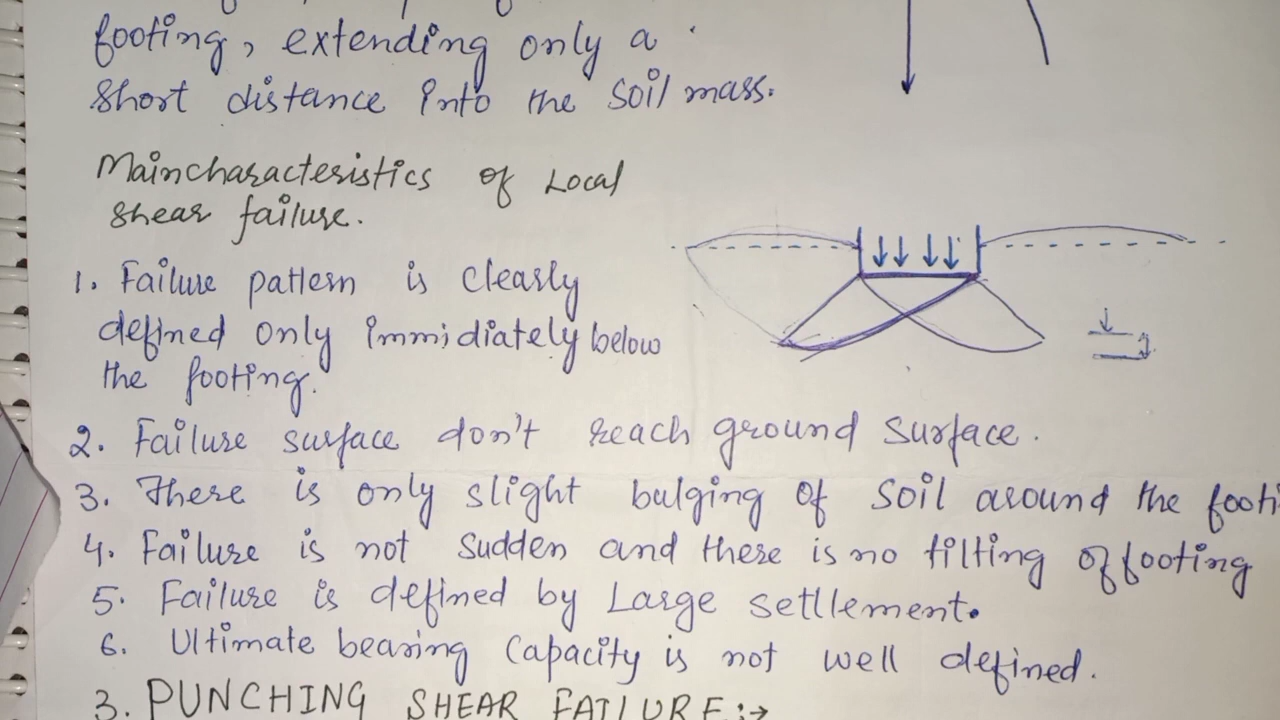 footing, extending only a
short distance into the soil mass.
Main characteristics of Local
shear failure.
1. Failure pattern is clearly
defined only immidiately below
the footing.
2. Failure surface don't reach ground surface.
3. There is only slight bulging of soil around the footi
4. Failure is not sudden and there is no tilting of footing
5. Failure is defined by Large setllement.
6. Ultimate bearing capacity is not well defined.
3. PUNCHING SHEAR FAILURE:→